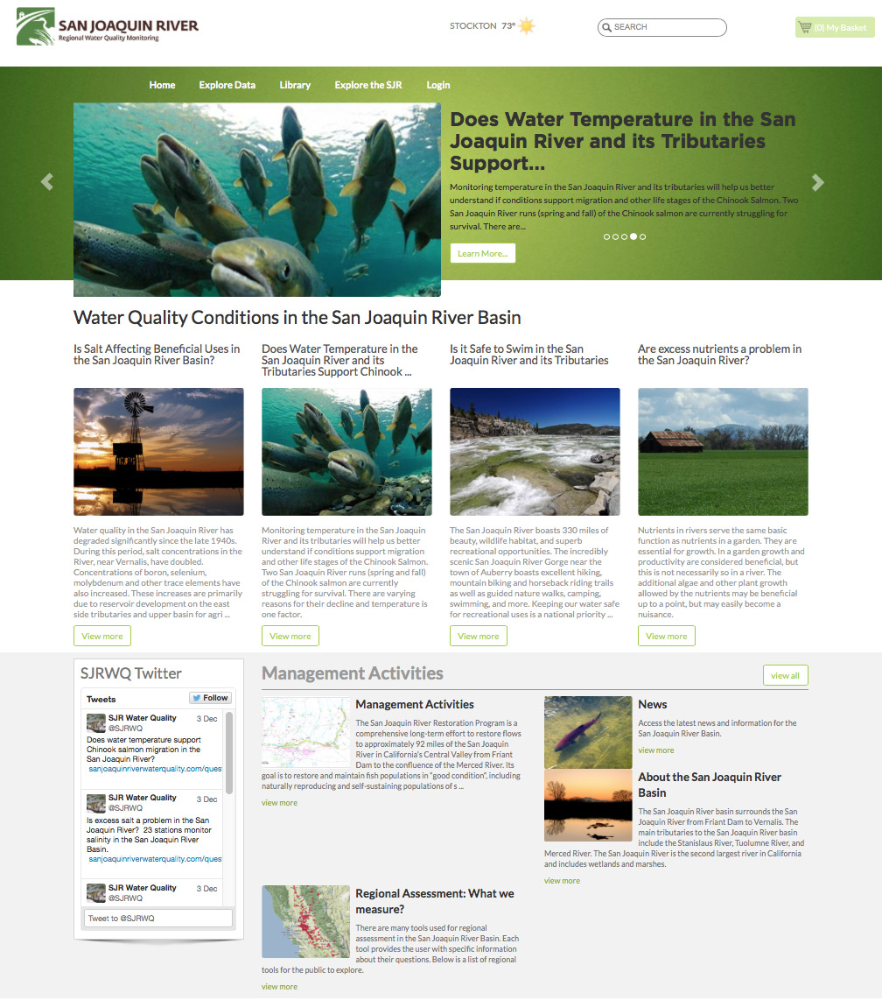 SAN JOAQUIN RIVER
Regional Water Quality Monitoring
STOCKTON 73°
SEARCH
(0) My Basket
Home Explore Data Library Explore the SJR Login
Does Water Temperature in the San
Joaquin River and its Tributaries
Support...
Monitoring temperature in the San Joaquin River and its tributaries will help us better
understand if conditions support migration and other life stages of the Chinook Salmon. Two
San Joaquin River runs (spring and fall) of the Chinook salmon are currently struggling for
survival. There are...
Learn More...
Water Quality Conditions in the San Joaquin River Basin
Is Salt Affecting Beneficial Uses in
the San Joaquin River Basin?
Water quality in the San Joaquin River has
degraded significantly since the late 1940s.
During this period, salt concentrations in the
River, near Vernalis, have doubled.
Concentrations of boron, selenium,
molybdenum and other trace elements have
also increased. These increases are primarily
due to reservoir development on the east
side tributaries and upper basin for agri ...
View more
Does Water Temperature in the
San Joaquin River and its
Tributaries Support Chinook ...
Monitoring temperature in the San Joaquin
River and its tributaries will help us better
understand if conditions support migration
and other life stages of the Chinook Salmon.
Two San Joaquin River runs (spring and fall)
of the Chinook salmon are currently
struggling for survival. There are varying
reasons for their decline and temperature is
one factor.
View more
Is it Safe to Swim in the San
Joaquin River and its Tributaries
The San Joaquin River boasts 330 miles of
beauty, wildlife habitat, and superb
recreational opportunities. The incredibly
scenic San Joaquin River Gorge near the
town of Auberry boasts excellent hiking,
mountain biking and horseback riding trails
as well as guided nature walks, camping,
swimming, and more. Keeping our water safe
for recreational uses is a national priority ...
View more
Are excess nutrients a problem in
the San Joaquin River?
Nutrients in rivers serve the same basic
function as nutrients in a garden. They are
essential for growth. In a garden growth and
productivity are considered beneficial, but
this is not necessarily so in a river. The
additional algae and other plant growth
allowed by the nutrients may be beneficial
up to a point, but may easily become a
nuisance.
View more
SJRWQ Twitter
Tweets Follow
SJR Water Quality 3 Dec
@SJRWQ
Does water temperature support
Chinook salmon migration in the
San Joaquin River?
sanjoaquinriverwaterquality.com/ques
SJR Water Quality 3 Dec
@SJRWQ
Is excess salt a problem in the San
Joaquin River? 23 stations monitor
salinity in the San Joaquin River
Basin.
sanjoaquinriverwaterquality.com/ques
SJR Water Quality 3 Dec
@SJRWQ
Tweet to @SJRWQ
Management Activities
view all
Management Activities
The San Joaquin River Restoration Program is a
comprehensive long-term effort to restore flows
to approximately 92 miles of the San Joaquin
River in California's Central Valley from Friant
Dam to the confluence of the Merced River. Its
goal is to restore and maintain fish populations in "good condition", including
naturally reproducing and self-sustaining populations of s ...
view more
News
Access the latest news and information for the
San Joaquin River Basin.
view more
About the San Joaquin River
Basin
The San Joaquin River basin surrounds the San
Joaquin River from Friant Dam to Vernalis. The
main tributaries to the San Joaquin River basin
include the Stanislaus River, Tuolumne River, and
Merced River. The San Joaquin River is the second largest river in California
and includes wetlands and marshes.
view more
Regional Assessment: What we
measure?
There are many tools used for regional
assessment in the San Joaquin River Basin. Each
tool provides the user with specific information
about their questions. Below is a list of regional
tools for the public to explore.
view more